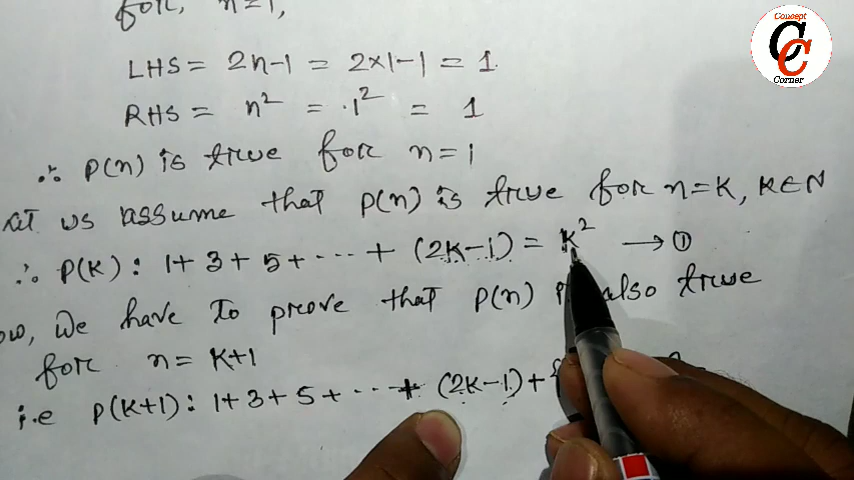 for, n=1,
Concept
CC
Corner
LHS = 2n-1 = 2×1-1 = 1.
RHS = n² = 1² = 1
∴ P(n) is true for n=1
us assume that P(n) is true for n=K, K∈N
∴ P(K): 1+3+5+---+ (2K-1) = K² → ①
We have to prove that P(n) also true
for n= K+1
i.e P(K+1): 1+3+5+---+ (2K-1)+